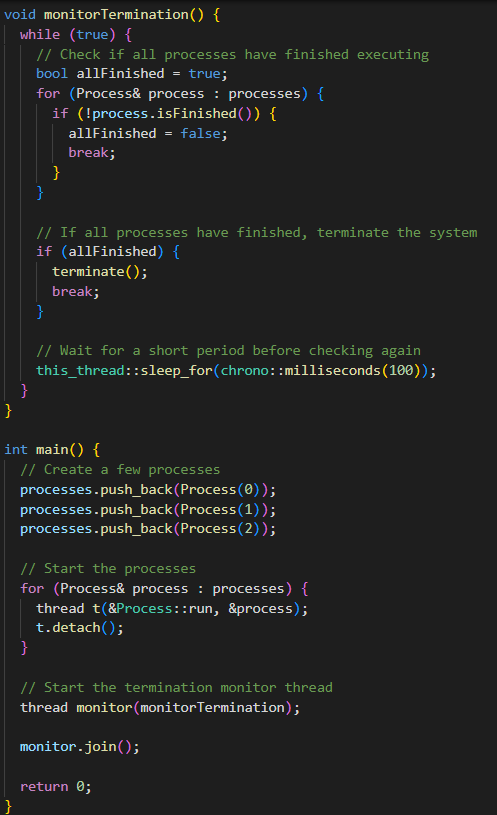 void monitorTermination() {
  while (true) {
    // Check if all processes have finished executing
    bool allFinished = true;
    for (Process& process : processes) {
      if (!process.isFinished()) {
        allFinished = false;
        break;
      }
    }

    // If all processes have finished, terminate the system
    if (allFinished) {
      terminate();
      break;
    }

    // Wait for a short period before checking again
    this_thread::sleep_for(chrono::milliseconds(100));
  }
}

int main() {
  // Create a few processes
  processes.push_back(Process(0));
  processes.push_back(Process(1));
  processes.push_back(Process(2));

  // Start the processes
  for (Process& process : processes) {
    thread t(&Process::run, &process);
    t.detach();
  }

  // Start the termination monitor thread
  thread monitor(monitorTermination);

  monitor.join();

  return 0;
}